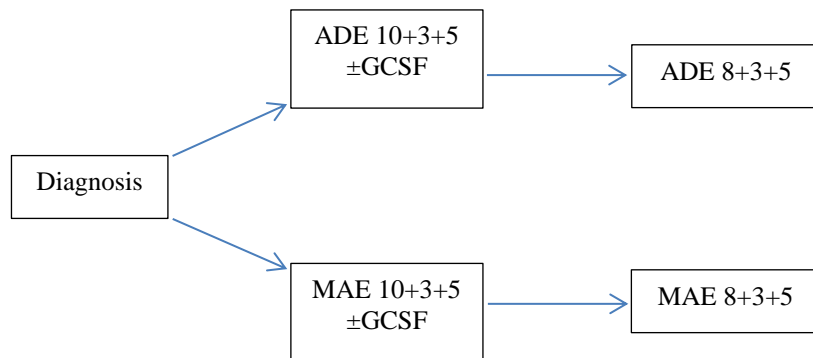 ADE 10+3+5
±GCSF
ADE 8+3+5
Diagnosis
MAE 10+3+5
±GCSF
MAE 8+3+5